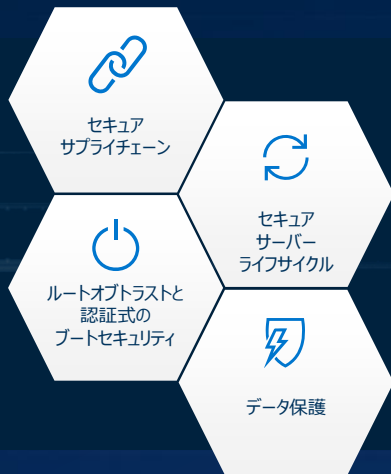 セキュア
サプライチェーン
セキュア
サーバー
ライフサイクル
ルートオブトラストと
認証式の
ブートセキュリティ
データ保護